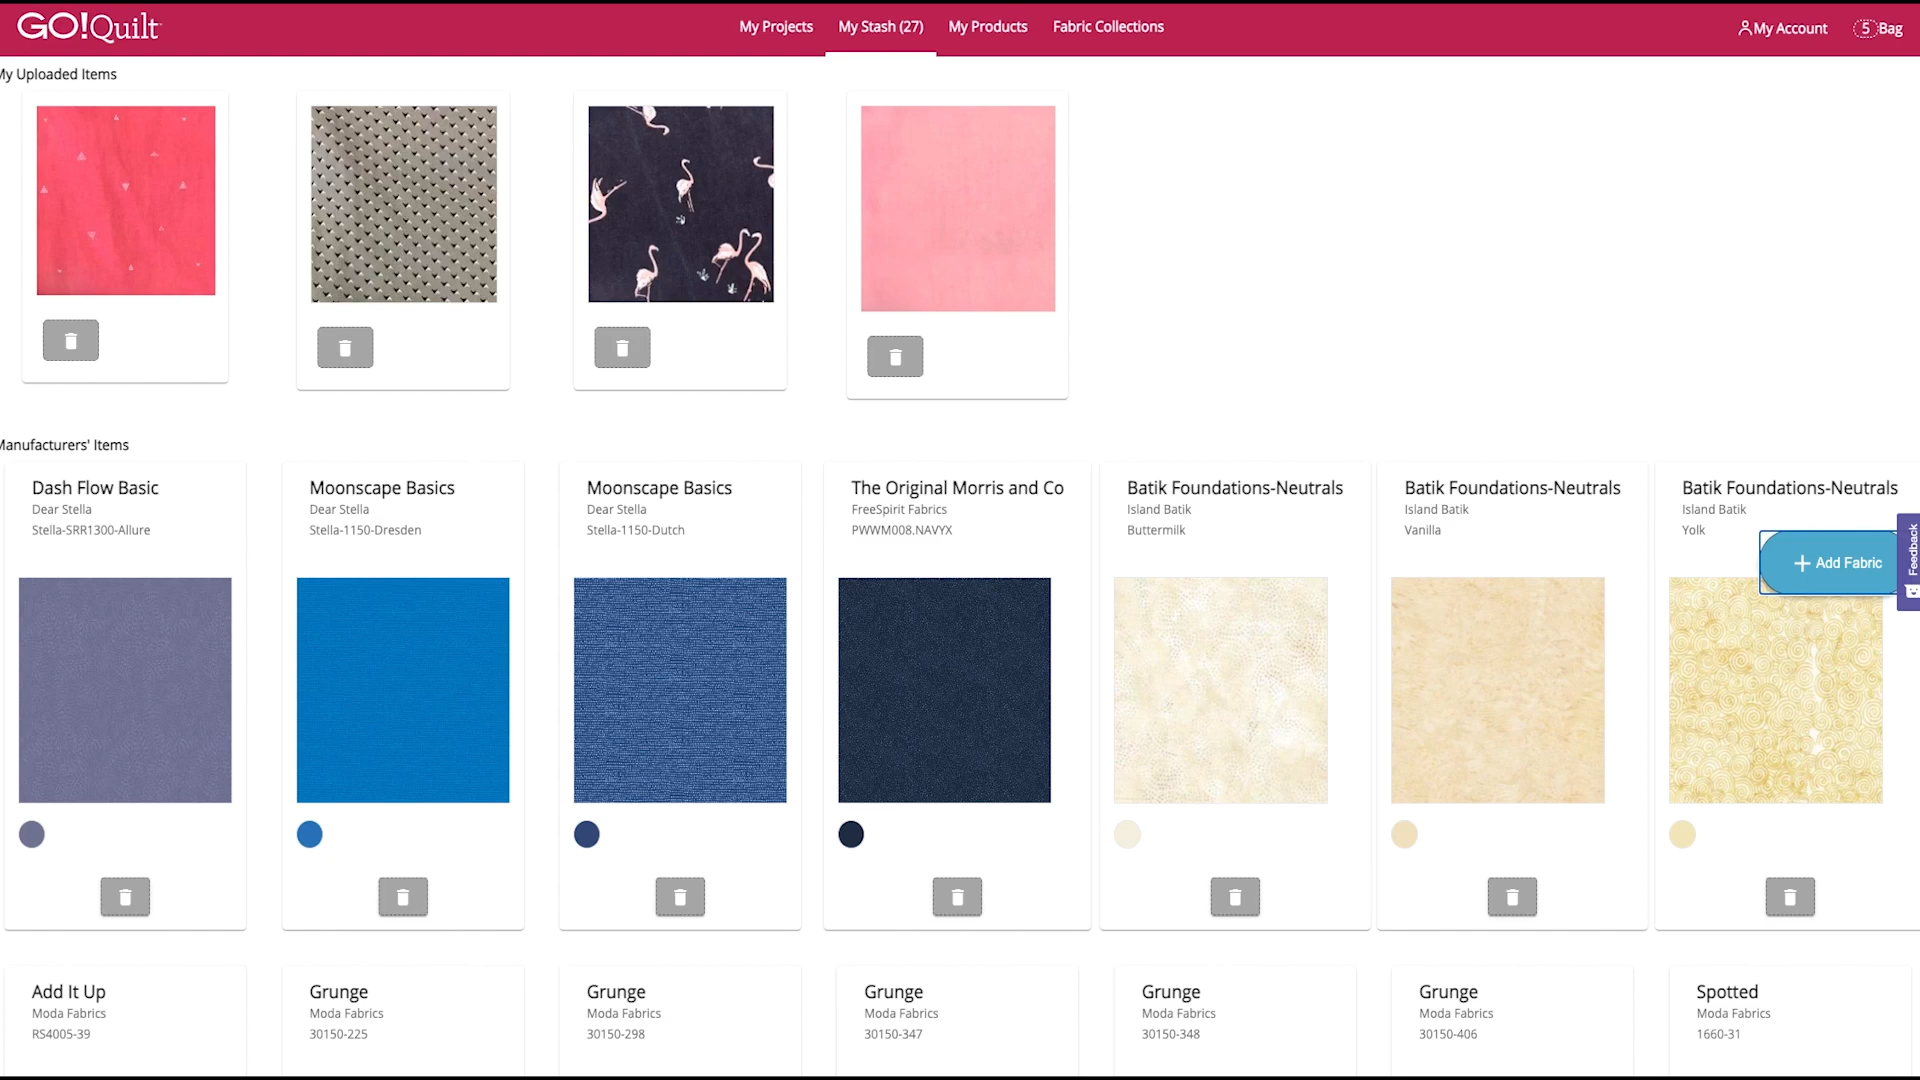 GO!Quilt
My Projects
My Stash (27)
My Products
Fabric Collections
My Account
5 Bag
My Uploaded Items
Manufacturers' Items
Dash Flow Basic
Dear Stella
Stella-SRR1300-Allure
Moonscape Basics
Dear Stella
Stella-1150-Dresden
Moonscape Basics
Dear Stella
Stella-1150-Dutch
The Original Morris and Co
FreeSpirit Fabrics
PWWM008.NAVYX
Batik Foundations-Neutrals
Island Batik
Buttermilk
Batik Foundations-Neutrals
Island Batik
Vanilla
Batik Foundations-Neutrals
Island Batik
Yolk
+ Add Fabric
Feedback
Add It Up
Moda Fabrics
RS4005-39
Grunge
Moda Fabrics
30150-225
Grunge
Moda Fabrics
30150-298
Grunge
Moda Fabrics
30150-347
Grunge
Moda Fabrics
30150-348
Grunge
Moda Fabrics
30150-406
Spotted
Moda Fabrics
1660-31